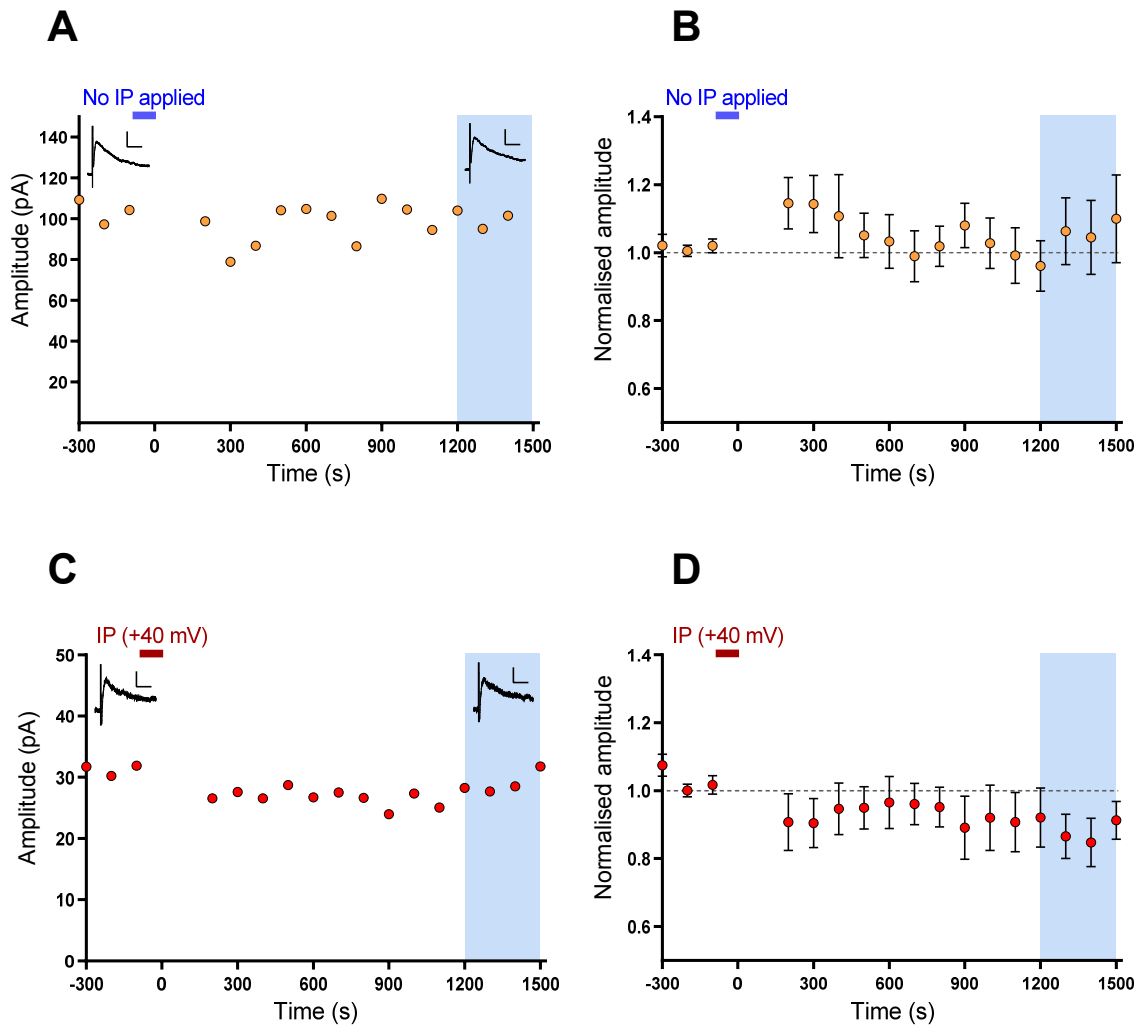 A
No IP applied
Amplitude (pA)
140
120
100
80
60
40
20
-300 0 300 600 900 1200 1500
Time (s)
B
No IP applied
Normalised amplitude
1.4
1.2
1.0
0.8
0.6
-300 0 300 600 900 1200 1500
Time (s)
C
IP (+40 mV)
Amplitude (pA)
50
40
30
20
10
0
-300 0 300 600 900 1200 1500
Time (s)
D
IP (+40 mV)
Normalised amplitude
1.4
1.2
1.0
0.8
0.6
-300 0 300 600 900 1200 1500
Time (s)